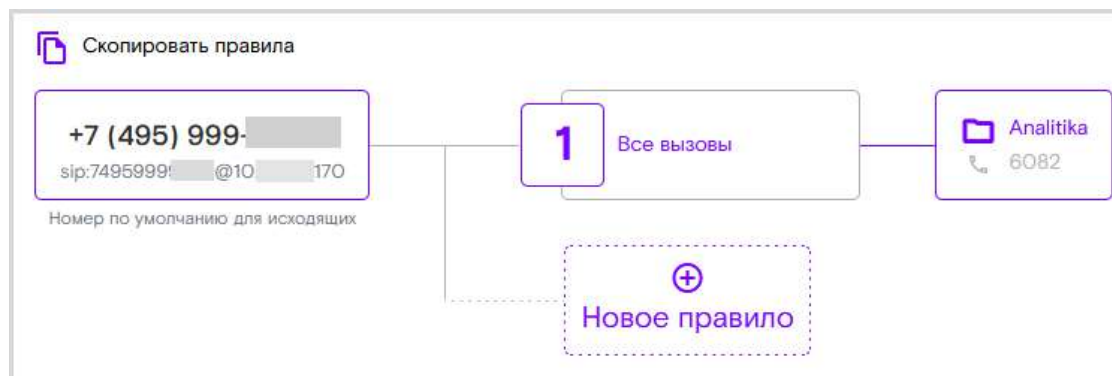 Скопировать правила
+7 (495) 999-
sip:7495999 @10 170
Номер по умолчанию для исходящих
1
Все вызовы
Analitika
6082
Новое правило